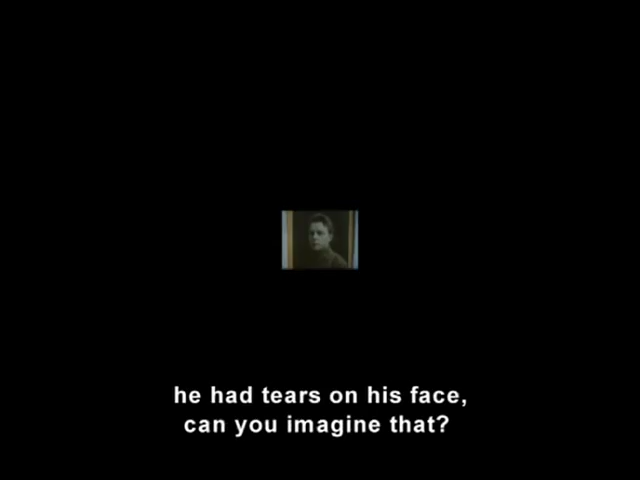 he had tears on his face,
can you imagine that?